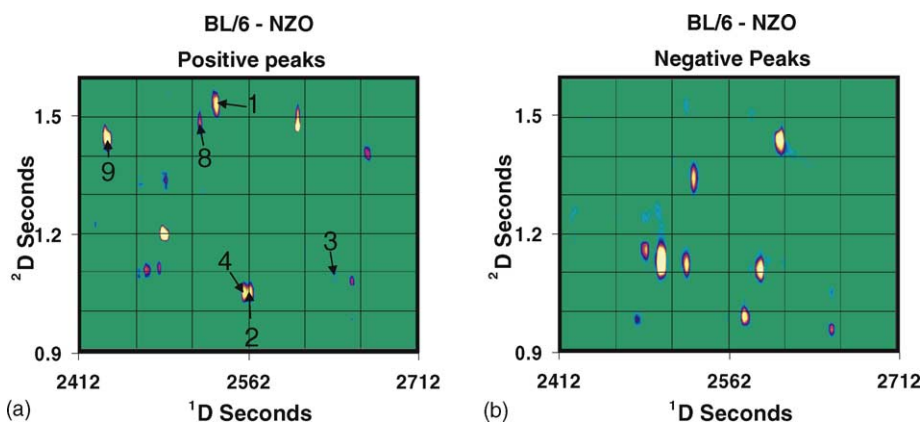 BL/6 - NZO
Positive peaks
1.5
1.2
0.9
²D Seconds
1
8
9
3
4
2
2412 2562 2712
(a) ¹D Seconds
BL/6 - NZO
Negative Peaks
1.5
1.2
0.9
²D Seconds
2412 2562 2712
(b) ¹D Seconds